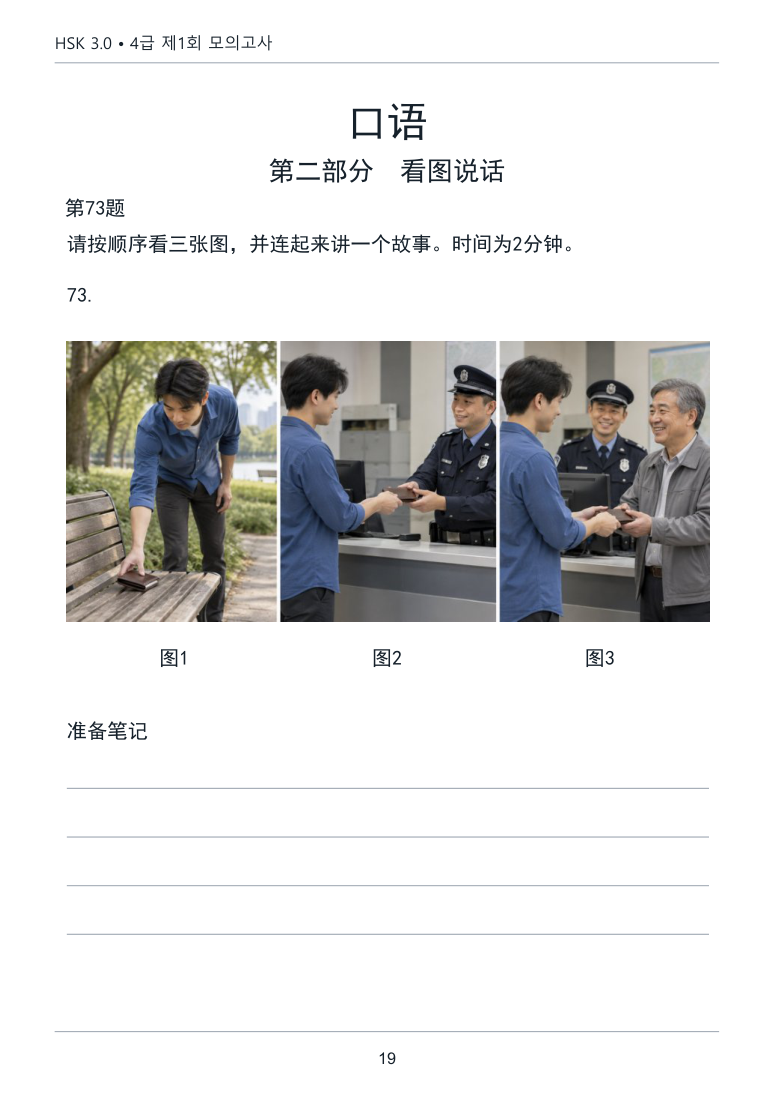 HSK 3.0 • 4급 제1회 모의고사
口语
第二部分　看图说话
第73题
请按顺序看三张图，并连起来讲一个故事。时间为2分钟。
73.
图1
图2
图3
准备笔记
19